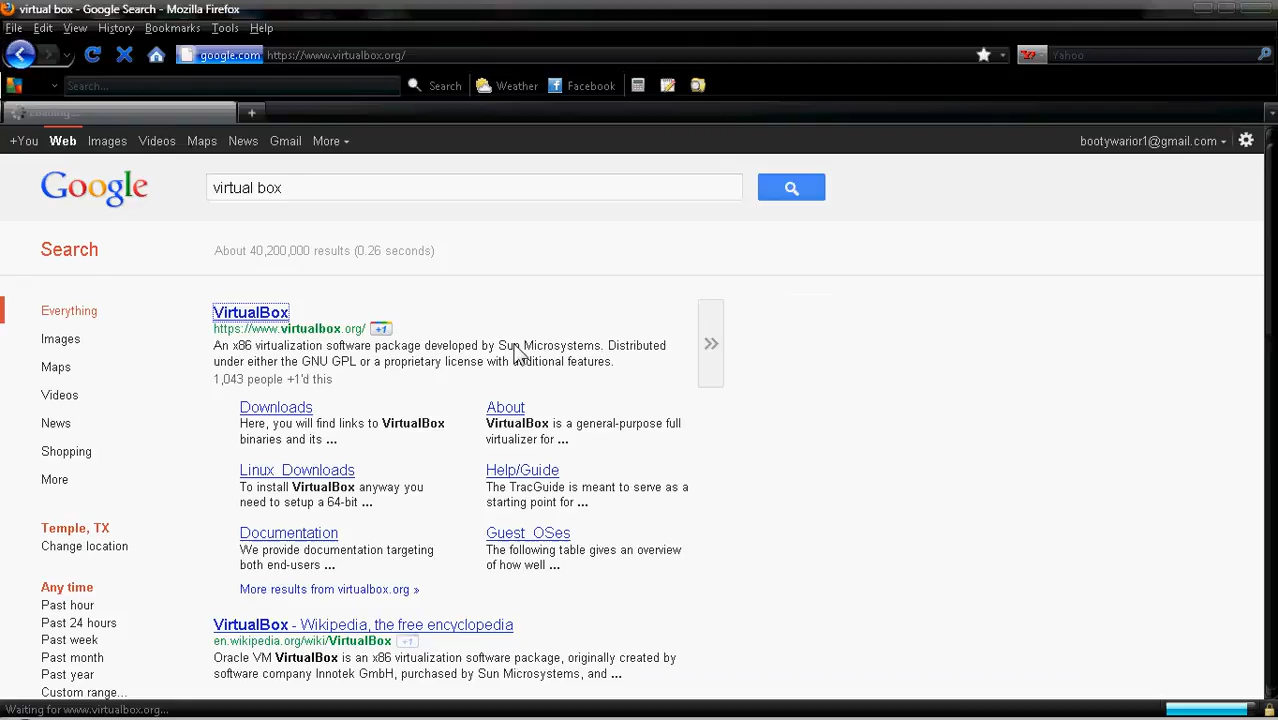 virtual box - Google Search - Mozilla Firefox
File Edit View History Bookmarks Tools Help
google.com https://www.virtualbox.org/ Yahoo
Search... Search Weather Facebook
Loading...
+You Web Images Videos Maps News Gmail More bootywarior1@gmail.com
Google virtual box
Search About 40,200,000 results (0.26 seconds)
Everything
Images
Maps
Videos
News
Shopping
More
Temple, TX
Change location
Any time
Past hour
Past 24 hours
Past week
Past month
Past year
Custom range...
VirtualBox
https://www.virtualbox.org/ +1
An x86 virtualization software package developed by Sun Microsystems. Distributed
under either the GNU GPL or a proprietary license with additional features.
1,043 people +1'd this
Downloads
Here, you will find links to VirtualBox
binaries and its ...
About
VirtualBox is a general-purpose full
virtualizer for ...
Linux_Downloads
To install VirtualBox anyway you
need to setup a 64-bit ...
Help/Guide
The TracGuide is meant to serve as a
starting point for ...
Documentation
We provide documentation targeting
both end-users ...
Guest_OSes
The following table gives an overview
of how well ...
More results from virtualbox.org »
VirtualBox - Wikipedia, the free encyclopedia
en.wikipedia.org/wiki/VirtualBox +1
Oracle VM VirtualBox is an x86 virtualization software package, originally created by
software company Innotek GmbH, purchased by Sun Microsystems, and ...
Waiting for www.virtualbox.org...